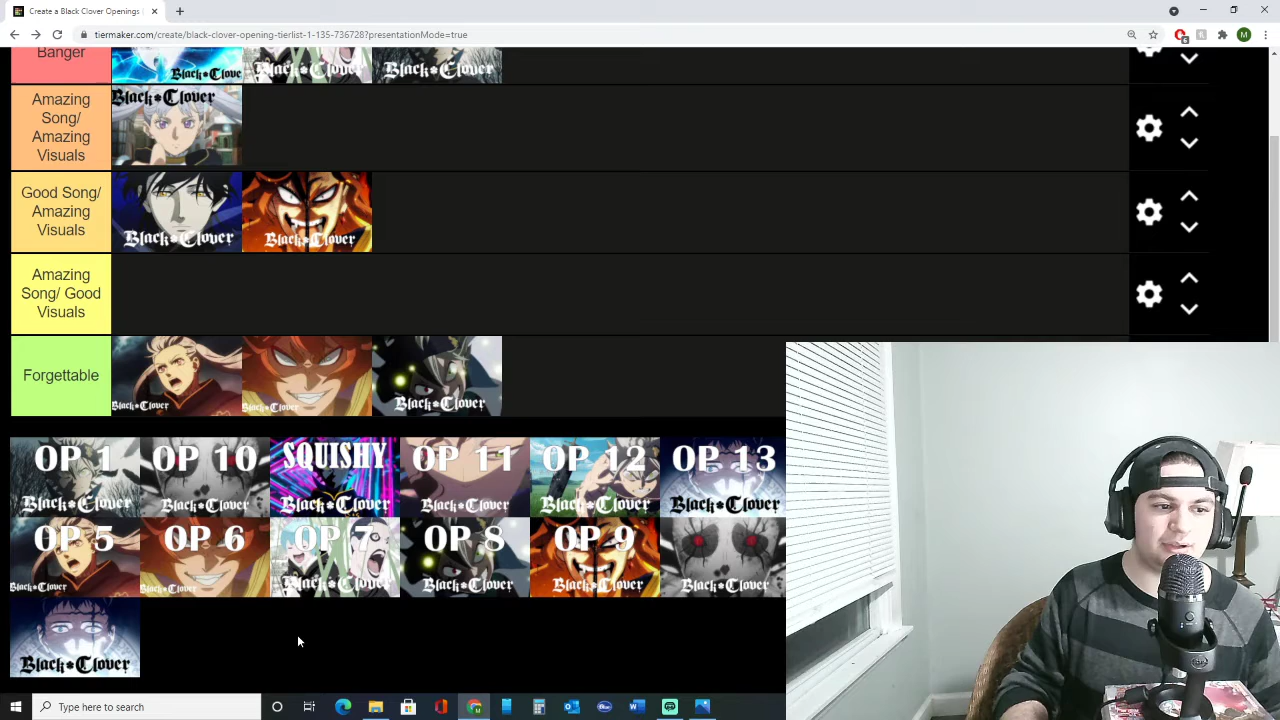 Create a Black Clover Openings (
tiermaker.com/create/black-clover-opening-tierlist-1-135-736728?presentationMode=true
6
M
Banger
Black Clove
Black Clover
Black Clover
Amazing
Song/
Amazing
Visuals
Black Clover
Good Song/
Amazing
Visuals
Black Clover
Black Clover
Amazing
Song/ Good
Visuals
Forgettable
Black Clover
Black Clover
Black Clover
OP 1
Black Clover
OP 10
Black Clover
SQUISHY
Black Clover
OP 11
Black Clover
OP 12
Black Clover
OP 13
Black Clover
OP 5
Black Clover
OP 6
Black Clover
OP 7
Black Clover
OP 8
Black Clover
OP 9
Black Clover
Black Clover
Black Clover
Type here to search